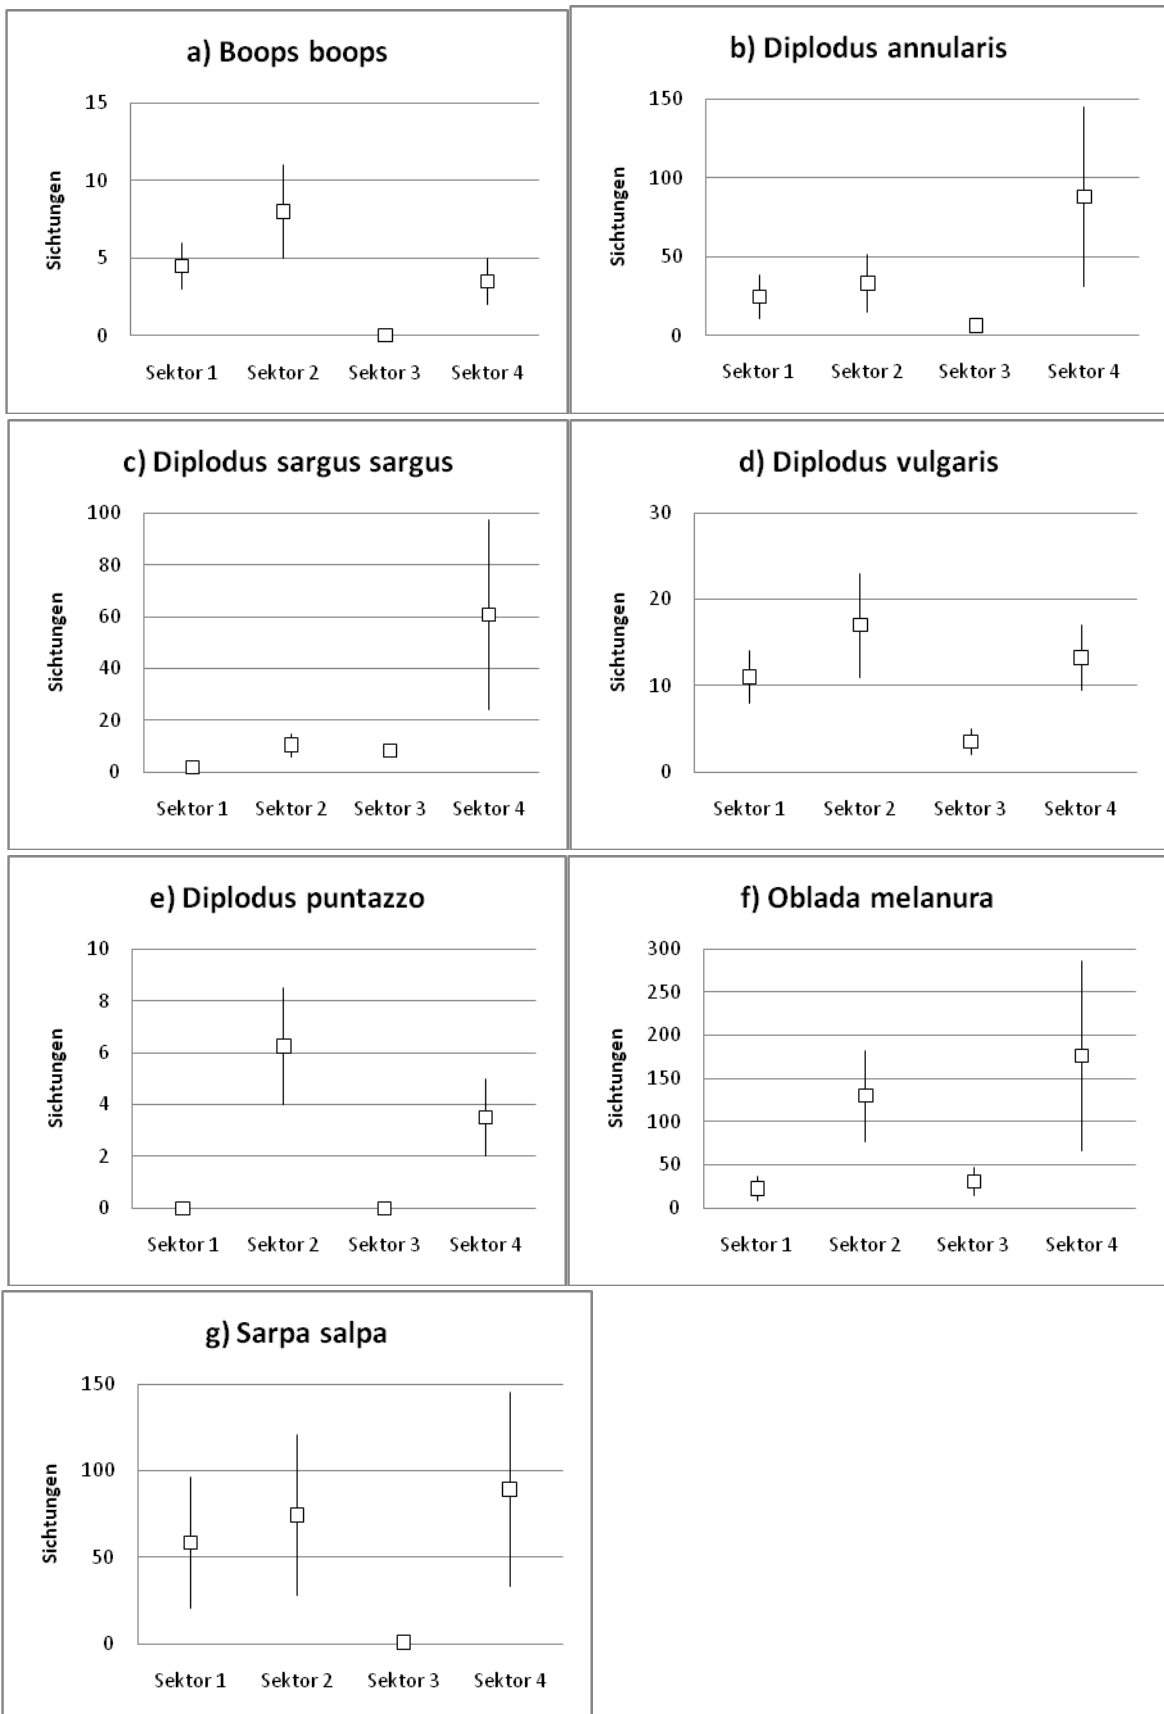 a) Boops boops
15
10
5
0
Sichtungen
Sektor 1 Sektor 2 Sektor 3 Sektor 4
b) Diplodus annularis
150
100
50
0
Sichtungen
Sektor 1 Sektor 2 Sektor 3 Sektor 4
c) Diplodus sargus sargus
100
80
60
40
20
0
Sichtungen
Sektor 1 Sektor 2 Sektor 3 Sektor 4
d) Diplodus vulgaris
30
20
10
0
Sichtungen
Sektor 1 Sektor 2 Sektor 3 Sektor 4
e) Diplodus puntazzo
10
8
6
4
2
0
Sichtungen
Sektor 1 Sektor 2 Sektor 3 Sektor 4
f) Oblada melanura
300
250
200
150
100
50
0
Sichtungen
Sektor 1 Sektor 2 Sektor 3 Sektor 4
g) Sarpa salpa
150
100
50
0
Sichtungen
Sektor 1 Sektor 2 Sektor 3 Sektor 4